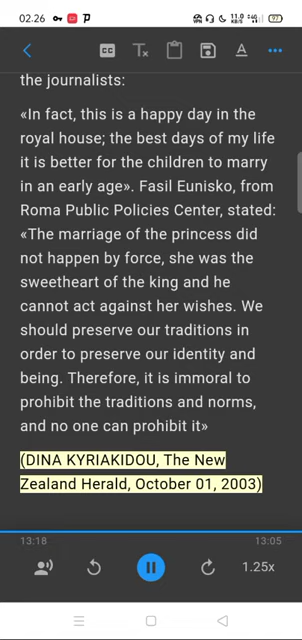 02.26
11.0
KB/S
4G
97
CC
T×
A
the journalists:
«In fact, this is a happy day in the
royal house; the best days of my life
it is better for the children to marry
in an early age». Fasil Eunisko, from
Roma Public Policies Center, stated:
«The marriage of the princess did
not happen by force, she was the
sweetheart of the king and he
cannot act against her wishes. We
should preserve our traditions in
order to preserve our identity and
being. Therefore, it is immoral to
prohibit the traditions and norms,
and no one can prohibit it»
(DINA KYRIAKIDOU, The New
Zealand Herald, October 01, 2003)
13:18 13:05
1.25x